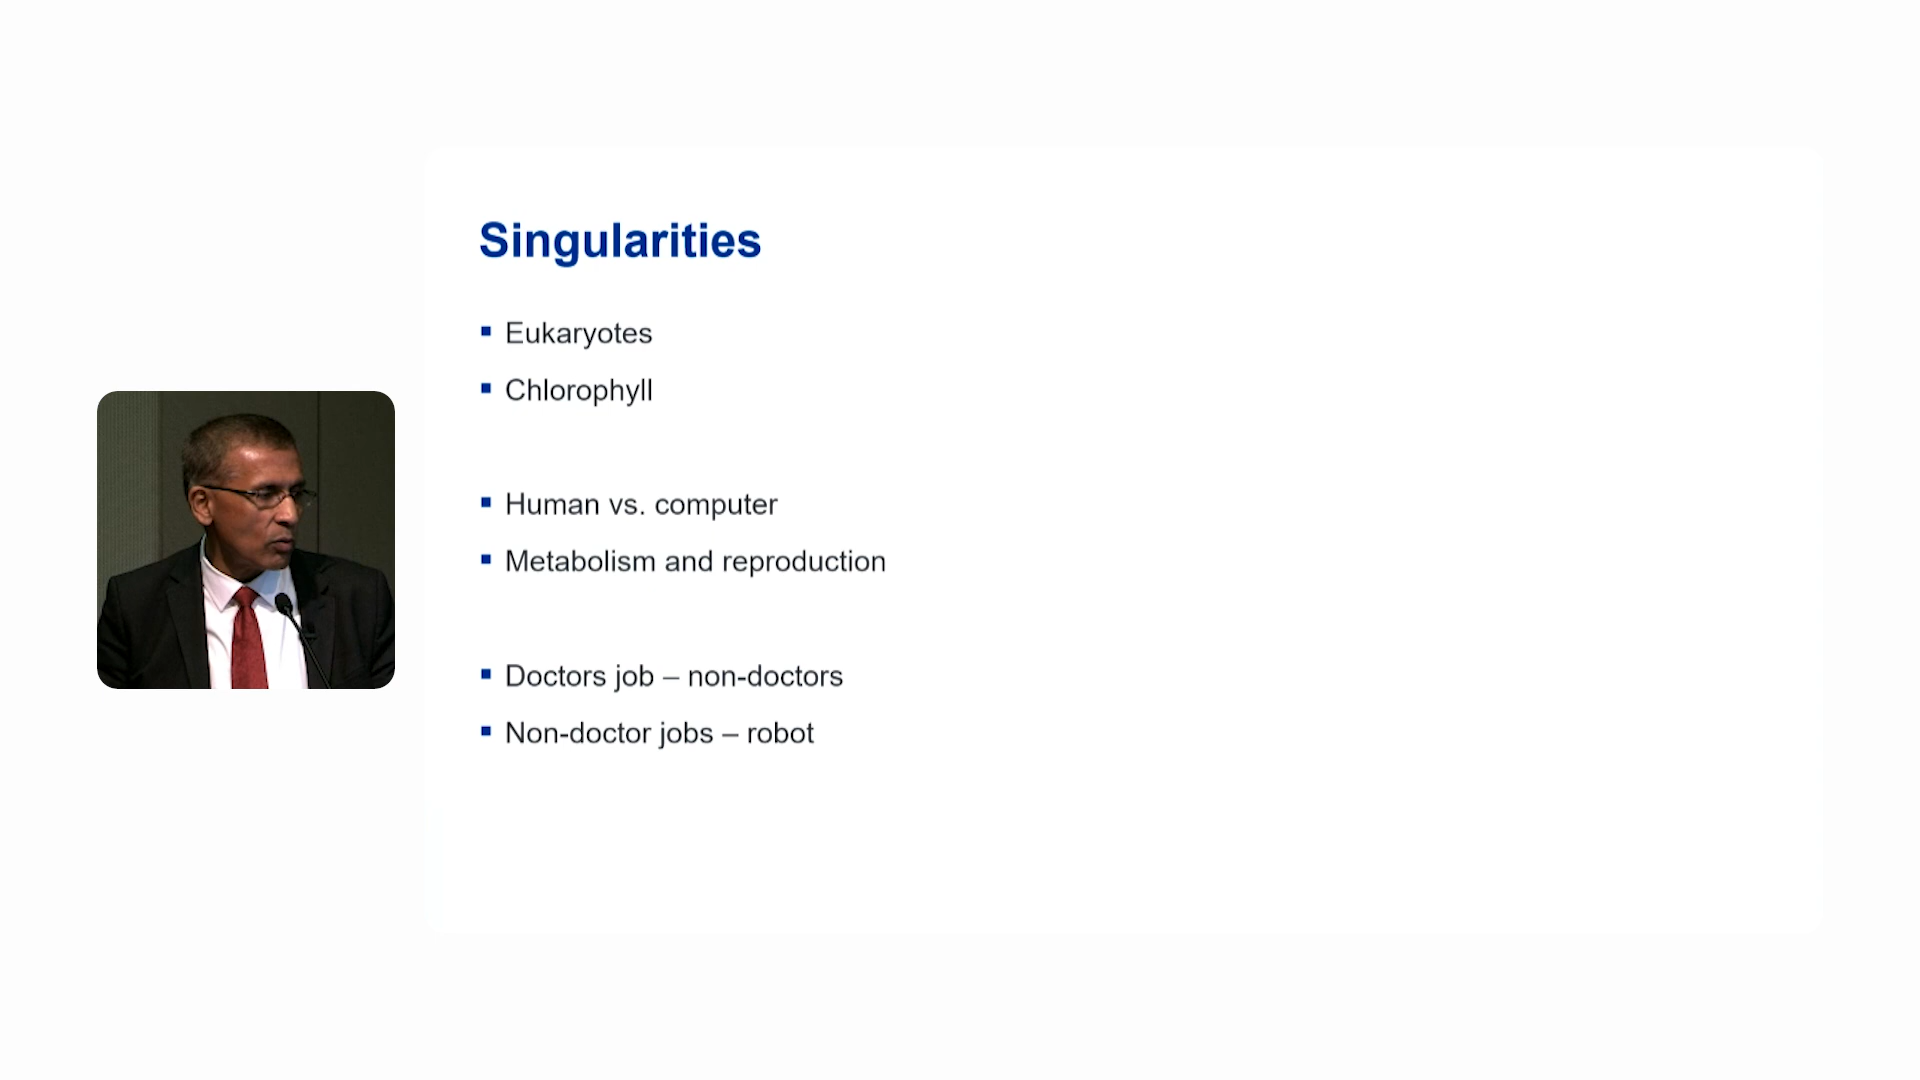 Singularities
Eukaryotes
Chlorophyll
Human vs. computer
Metabolism and reproduction
Doctors job – non-doctors
Non-doctor jobs – robot